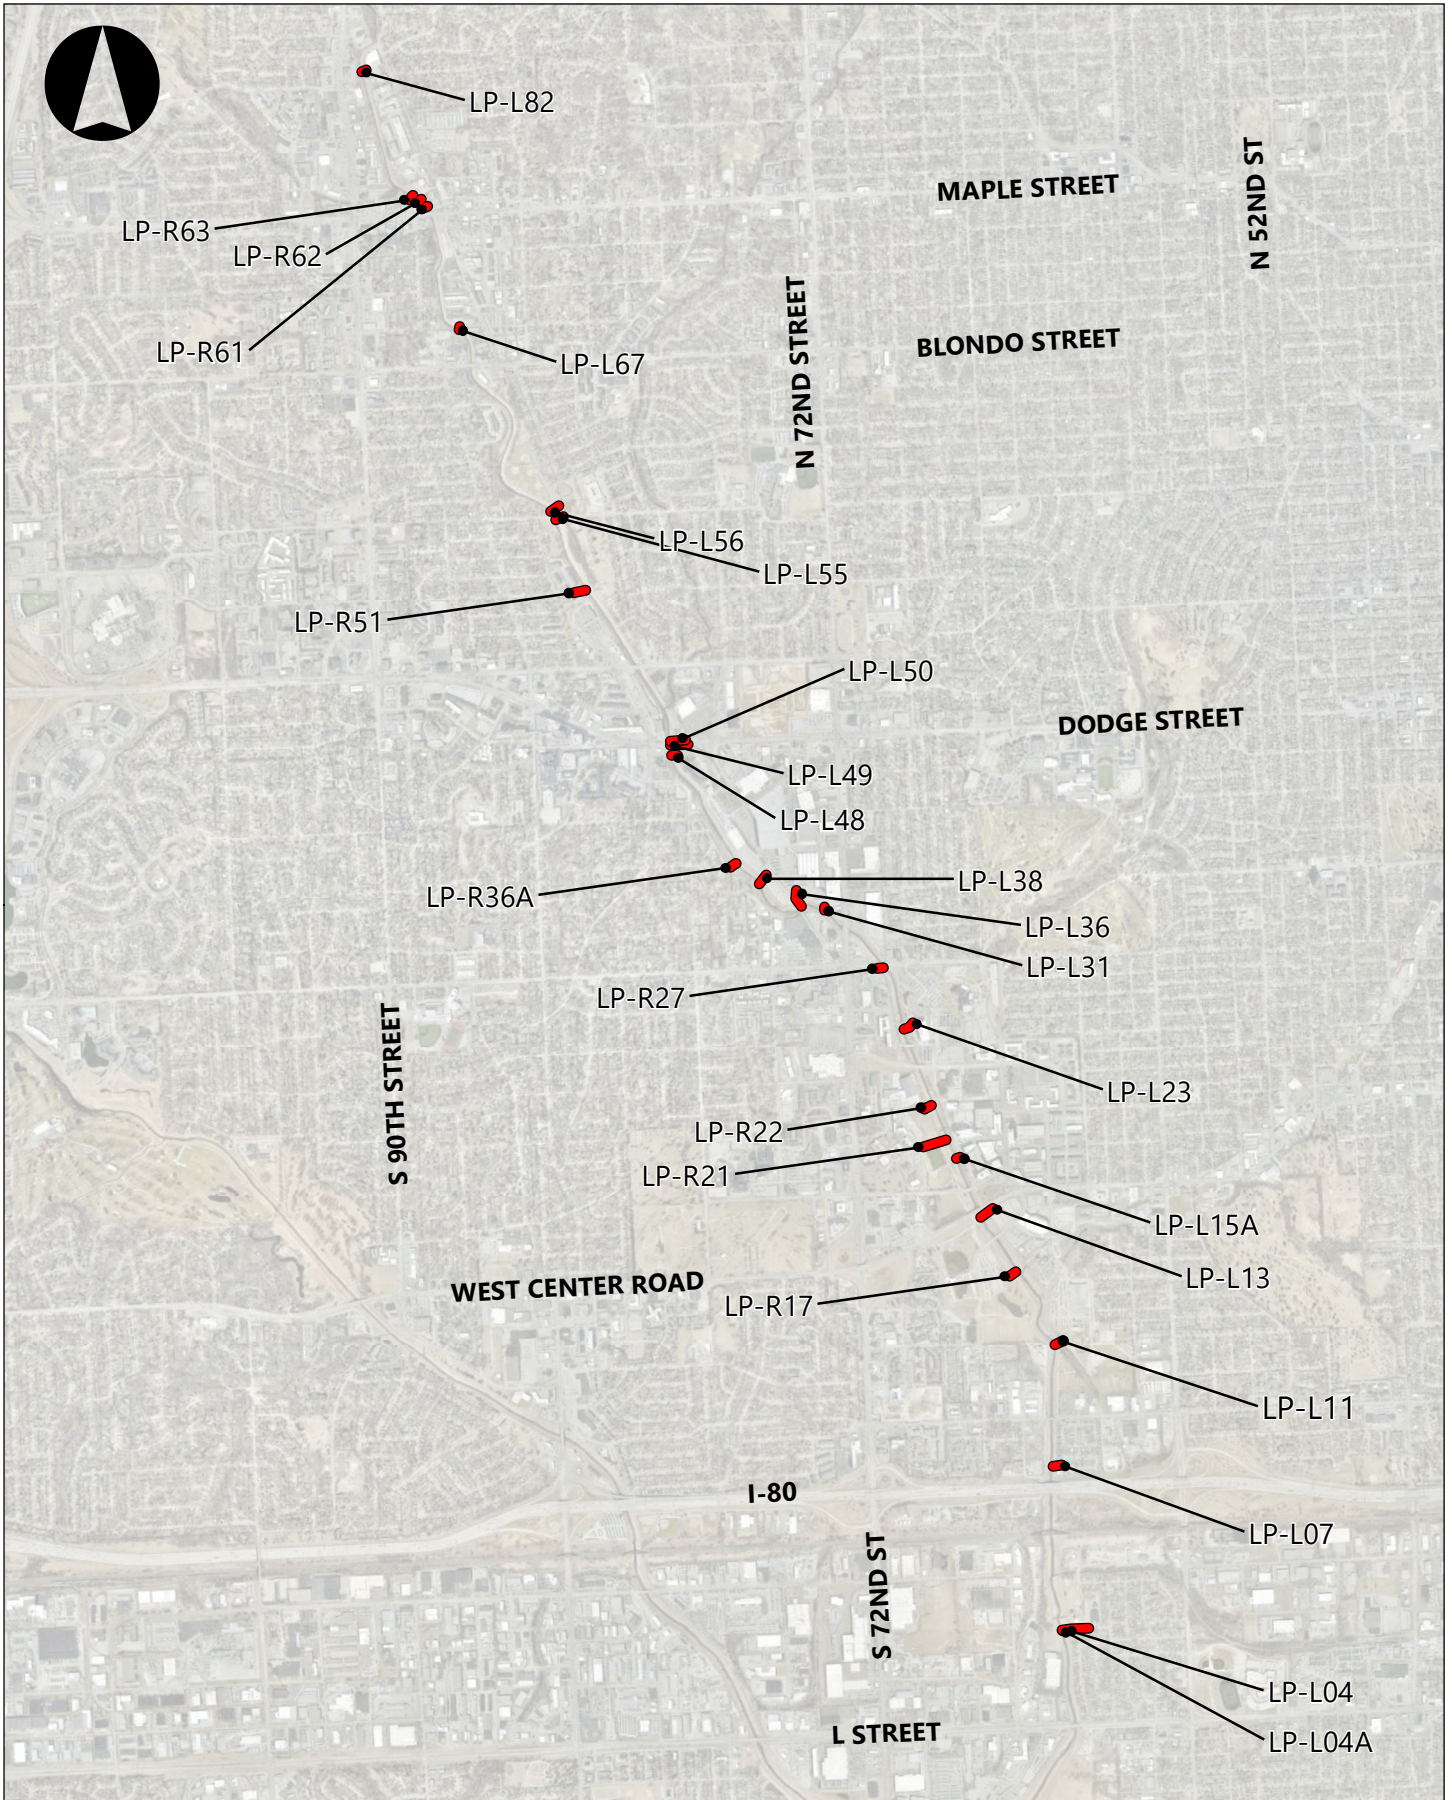 LP-L82
MAPLE STREET
N 52ND ST
LP-R63
LP-R62
LP-R61
N 72ND STREET
BLONDO STREET
LP-L67
LP-L56
LP-L55
LP-R51
LP-L50
DODGE STREET
LP-L49
LP-L48
LP-R36A
LP-L38
LP-L36
LP-L31
LP-R27
S 90TH STREET
LP-L23
LP-R22
LP-R21
LP-L15A
LP-L13
WEST CENTER ROAD
LP-R17
LP-L11
I-80
LP-L07
S 72ND ST
LP-L04
L STREET
LP-L04A